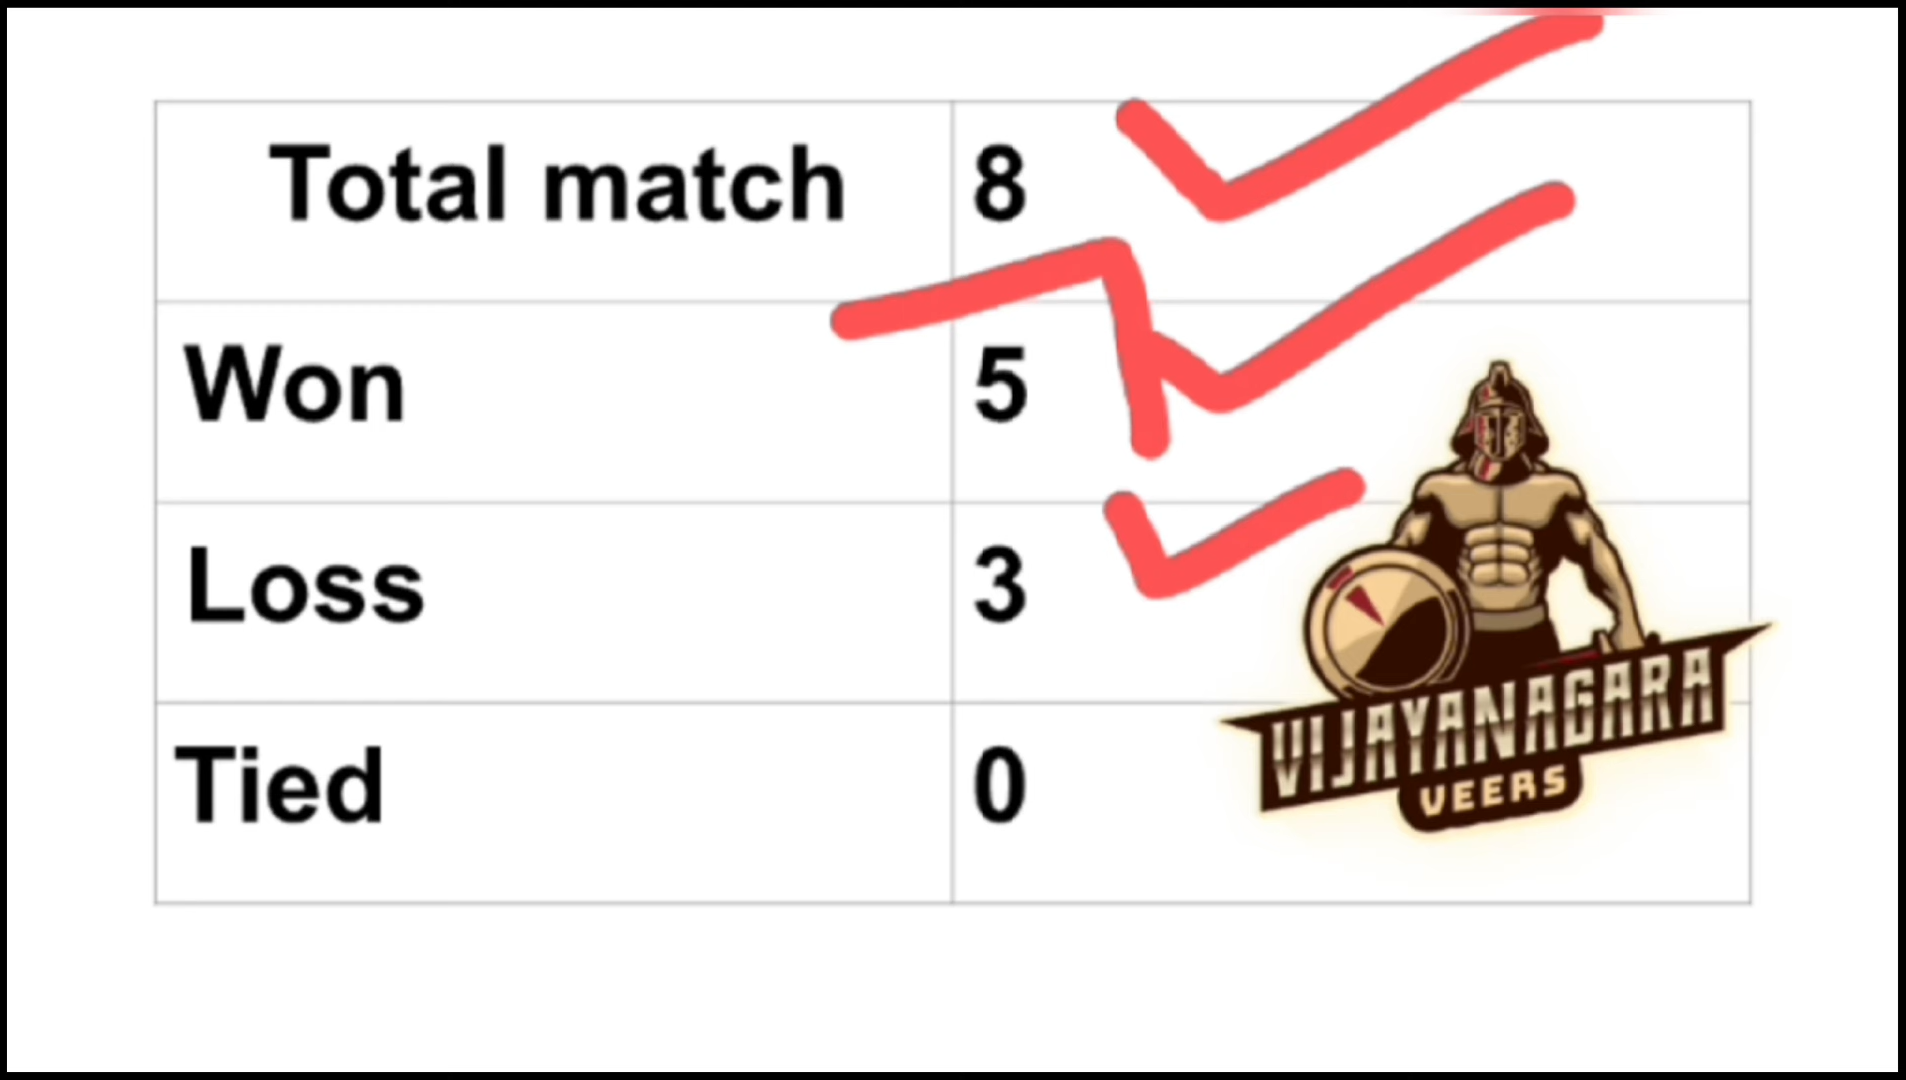 Total match 8
Won 5
Loss 3
Tied 0
VIJAYANAGARA
VEERS